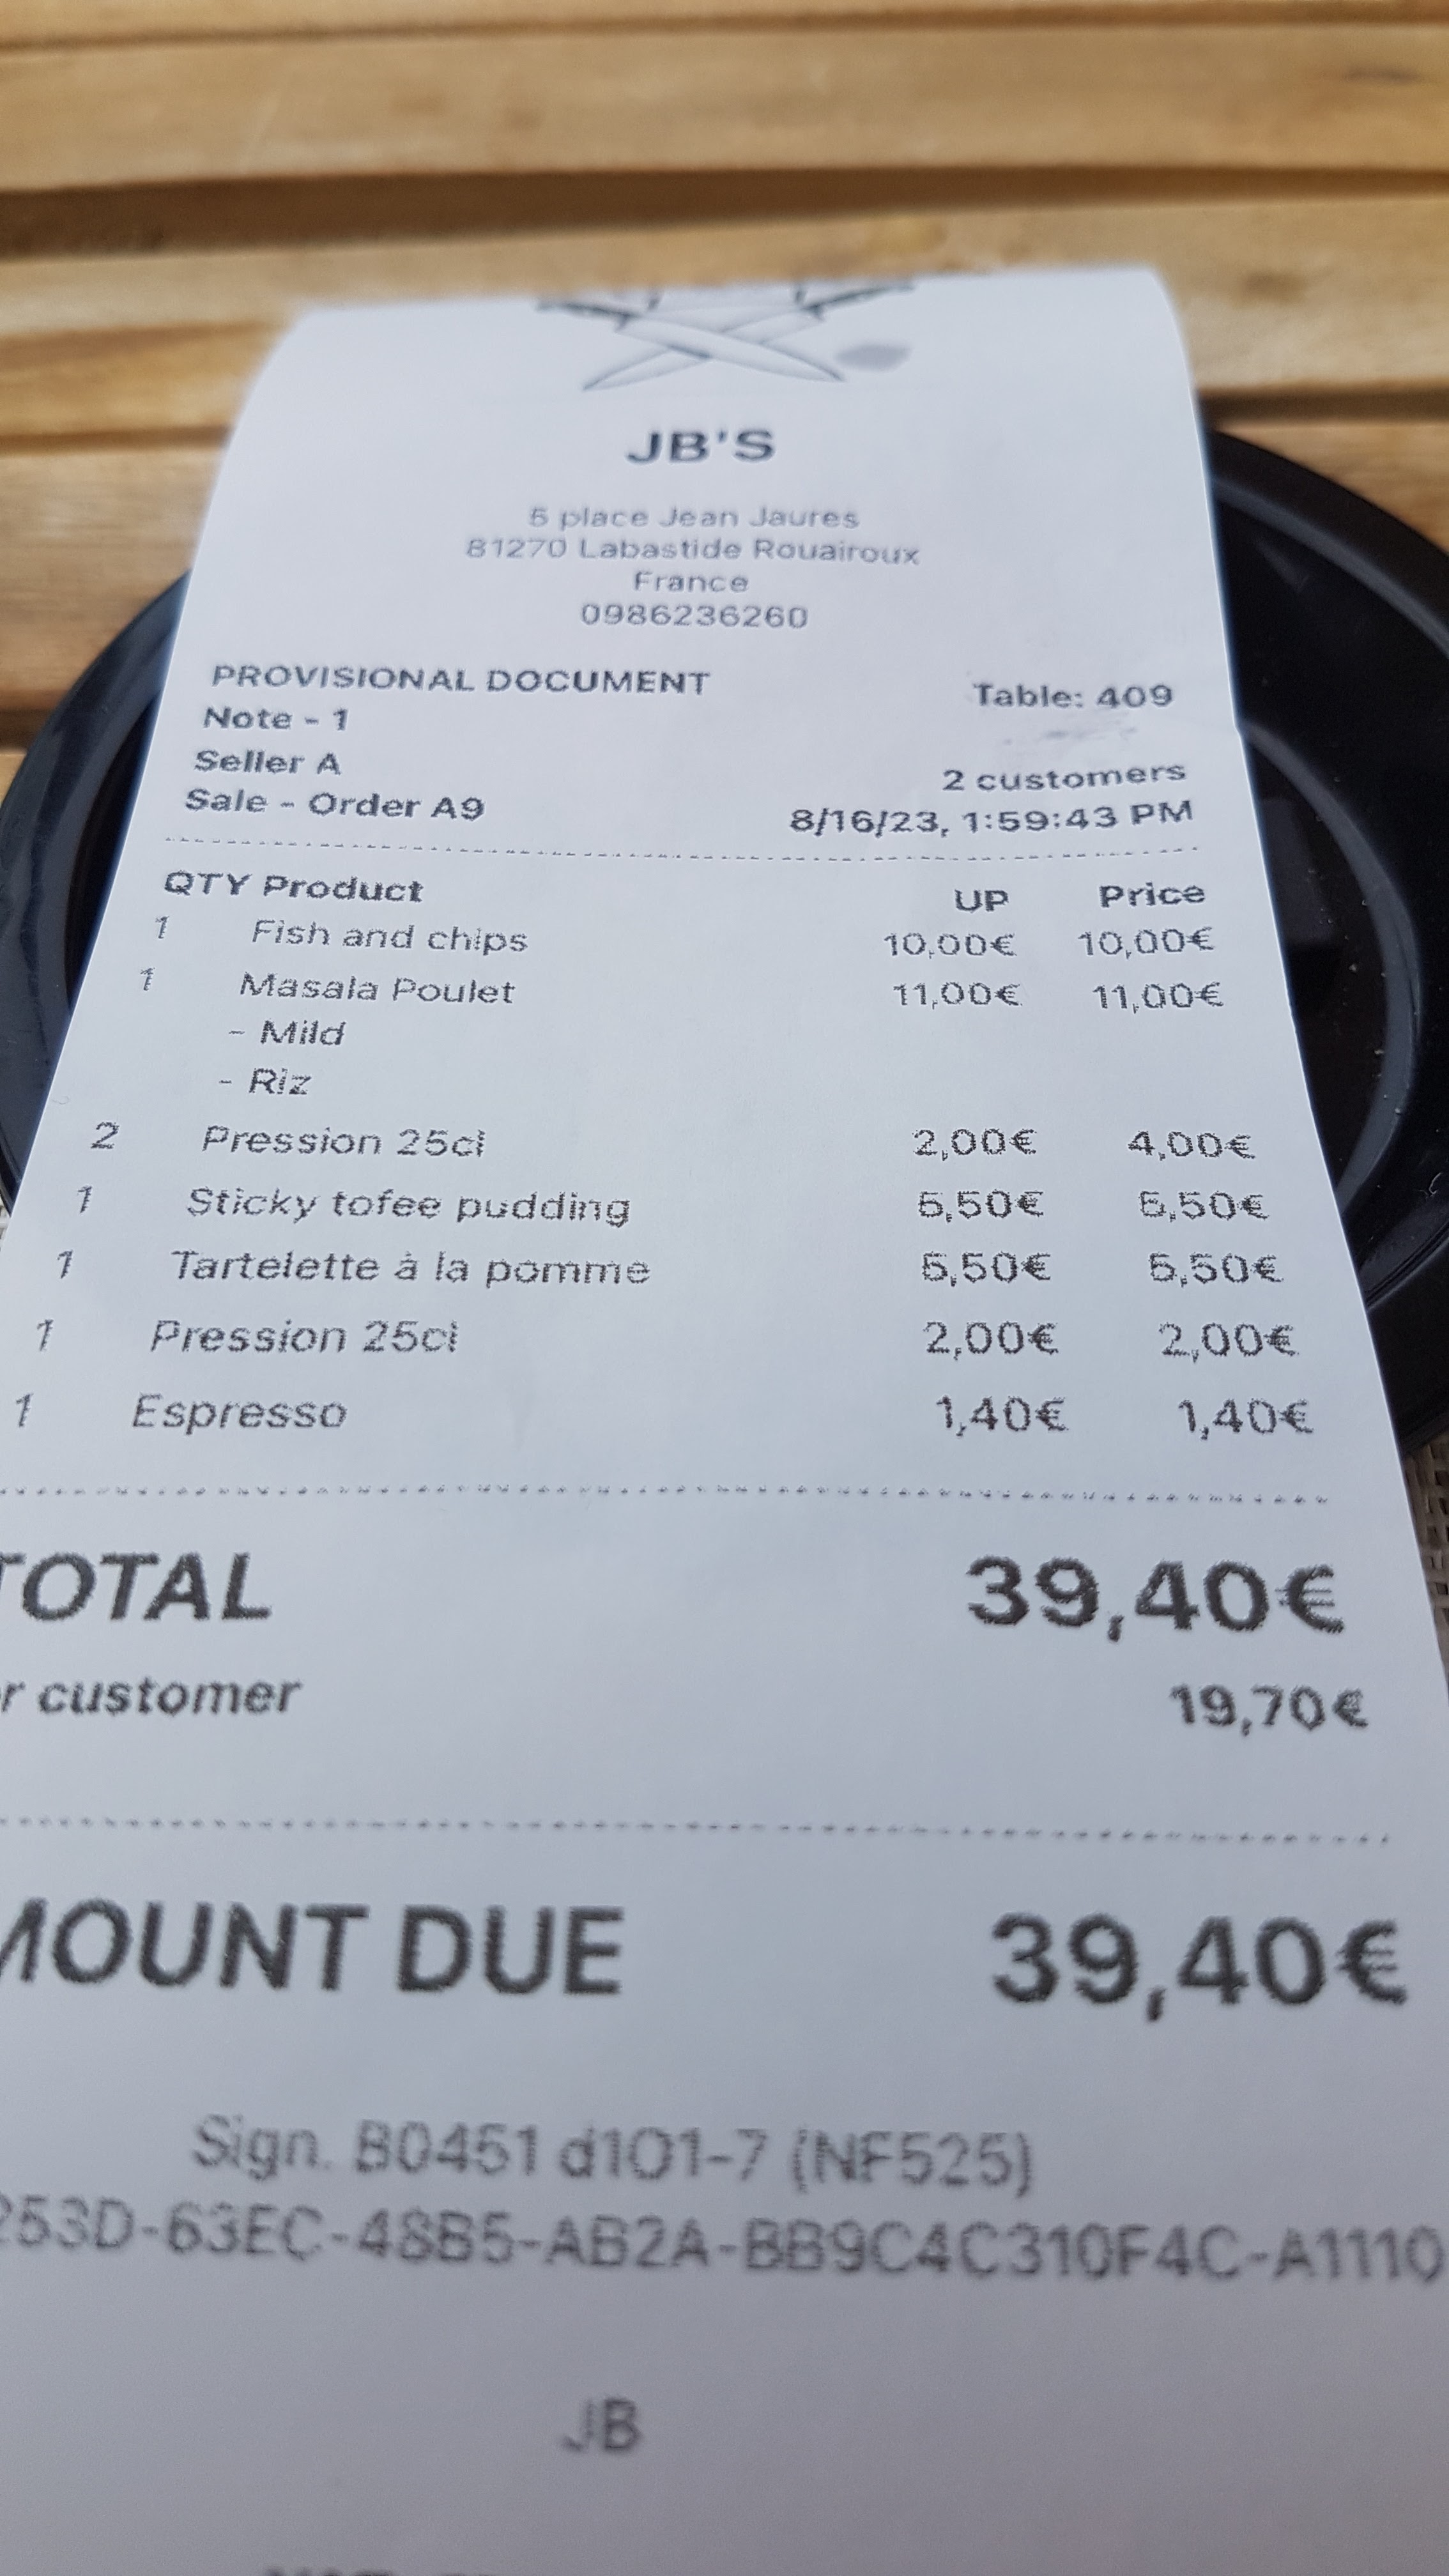 JB'S
5 place Jean Jaures
81270 Labastide Rouairoux
France
0986236260
PROVISIONAL DOCUMENT
Table: 409
Note - 1
Seller A
2 customers
Sale - Order A9
8/16/23, 1:59:43 PM
QTY Product UP Price
1 Fish and chips 10,00€ 10,00€
1 Masala Poulet 11,00€ 11,00€
- Mild
- Riz
2 Pression 25cl 2,00€ 4,00€
1 Sticky tofee pudding 5,50€ 5,50€
1 Tartelette à la pomme 5,50€ 5,50€
1 Pression 25cl 2,00€ 2,00€
1 Espresso 1,40€ 1,40€
TOTAL 39,40€
r customer 19,70€
MOUNT DUE 39,40€
Sign. B0451 d101-7 (NF525)
253D-63EC-48B5-AB2A-BB9C4C310F4C-A1110
JB